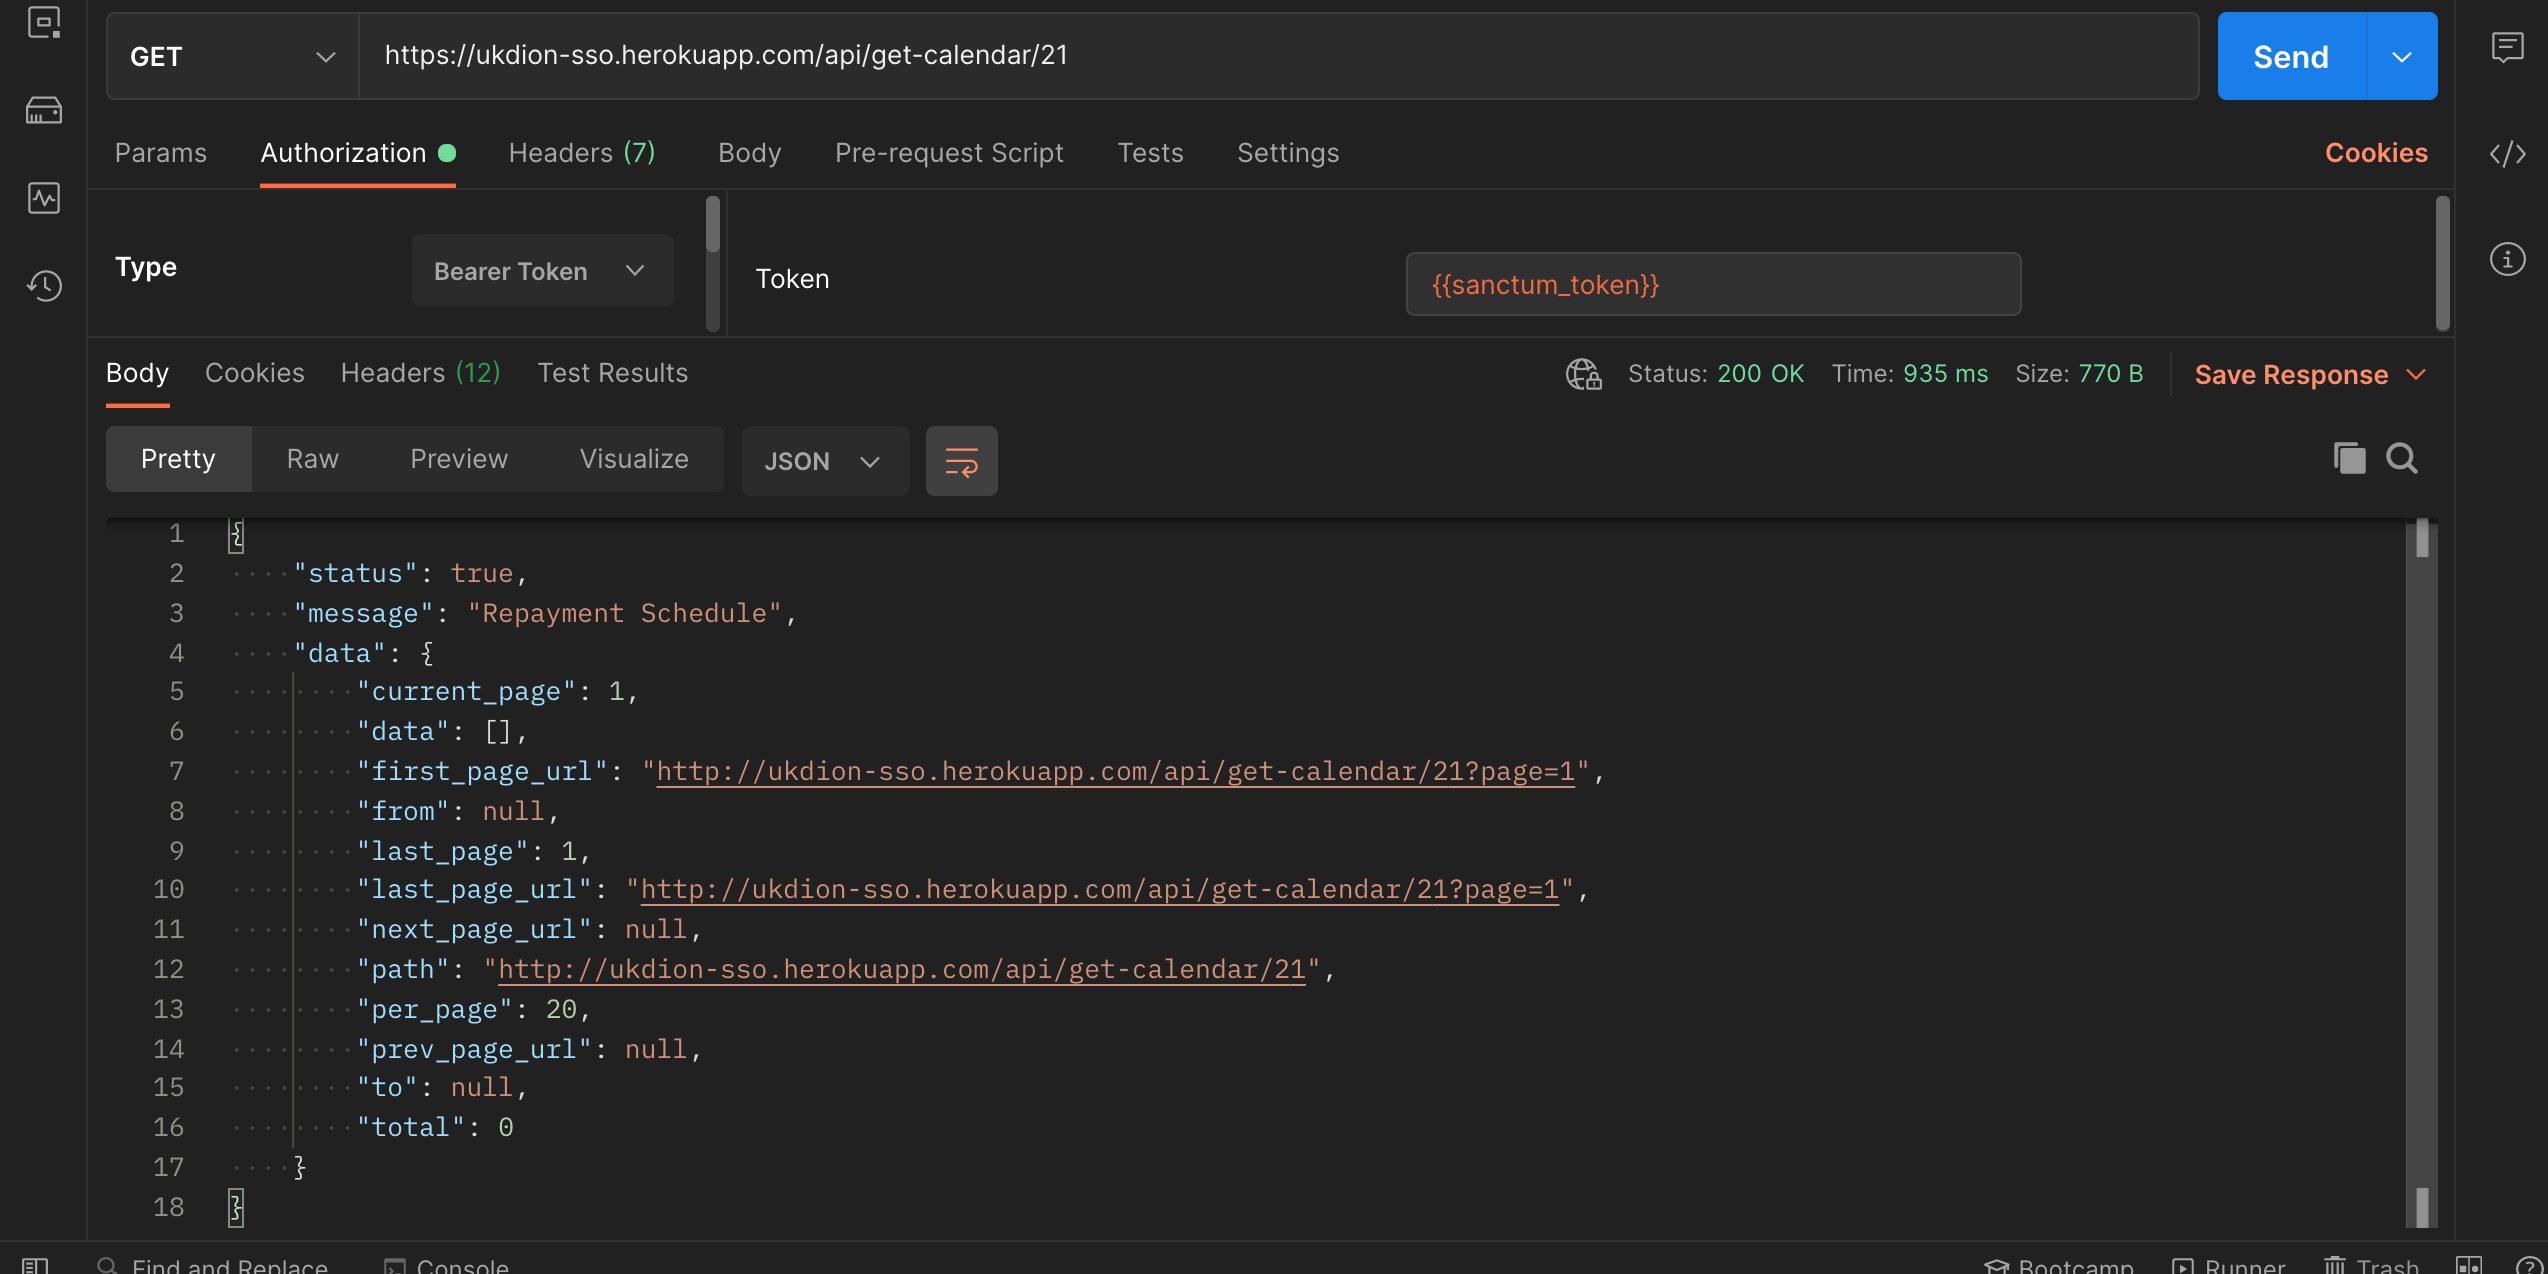 GET
https://ukdion-sso.herokuapp.com/api/get-calendar/21
Send
Params
Authorization
Headers (7)
Body
Pre-request Script
Tests
Settings
Cookies
Type
Bearer Token
Token
{{sanctum_token}}
Body
Cookies
Headers (12)
Test Results
Status: 200 OK
Time: 935 ms
Size: 770 B
Save Response
Pretty
Raw
Preview
Visualize
JSON
1 {
2 "status": true,
3 "message": "Repayment Schedule",
4 "data": {
5 "current_page": 1,
6 "data": [],
7 "first_page_url": "http://ukdion-sso.herokuapp.com/api/get-calendar/21?page=1",
8 "from": null,
9 "last_page": 1,
10 "last_page_url": "http://ukdion-sso.herokuapp.com/api/get-calendar/21?page=1",
11 "next_page_url": null,
12 "path": "http://ukdion-sso.herokuapp.com/api/get-calendar/21",
13 "per_page": 20,
14 "prev_page_url": null,
15 "to": null,
16 "total": 0
17 }
18 }
Find and Replace
Console
Bootcamp
Runner
Trash